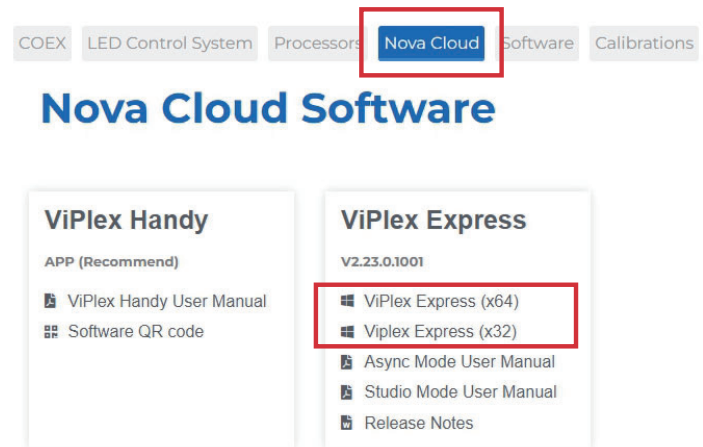 COEX LED Control System Processors Nova Cloud Software Calibrations
Nova Cloud Software
ViPlex Handy
APP (Recommend)
ViPlex Handy User Manual
Software QR code
ViPlex Express
V2.23.0.1001
ViPlex Express (x64)
Viplex Express (x32)
Async Mode User Manual
Studio Mode User Manual
Release Notes